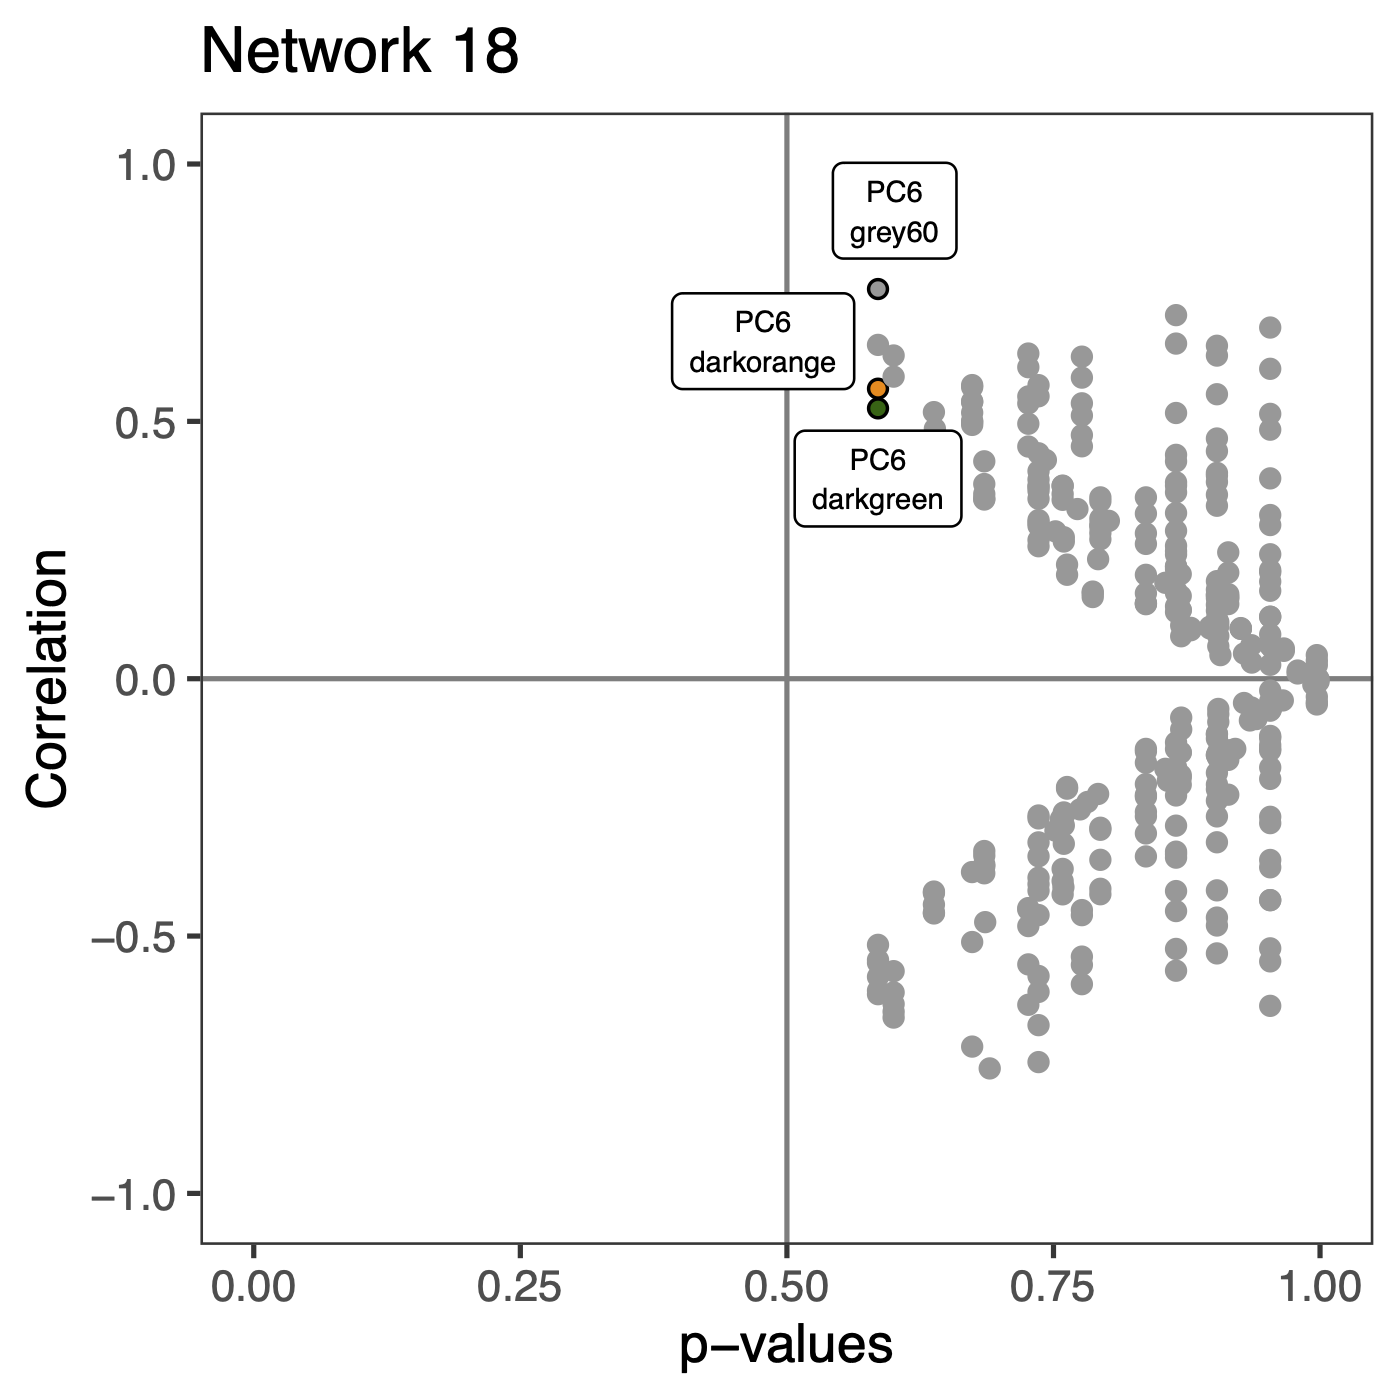 Network 18
1.0
0.5
0.0
−0.5
−1.0
Correlation
PC6
grey60
PC6
darkorange
PC6
darkgreen
0.00
0.25
0.50
0.75
1.00
p−values